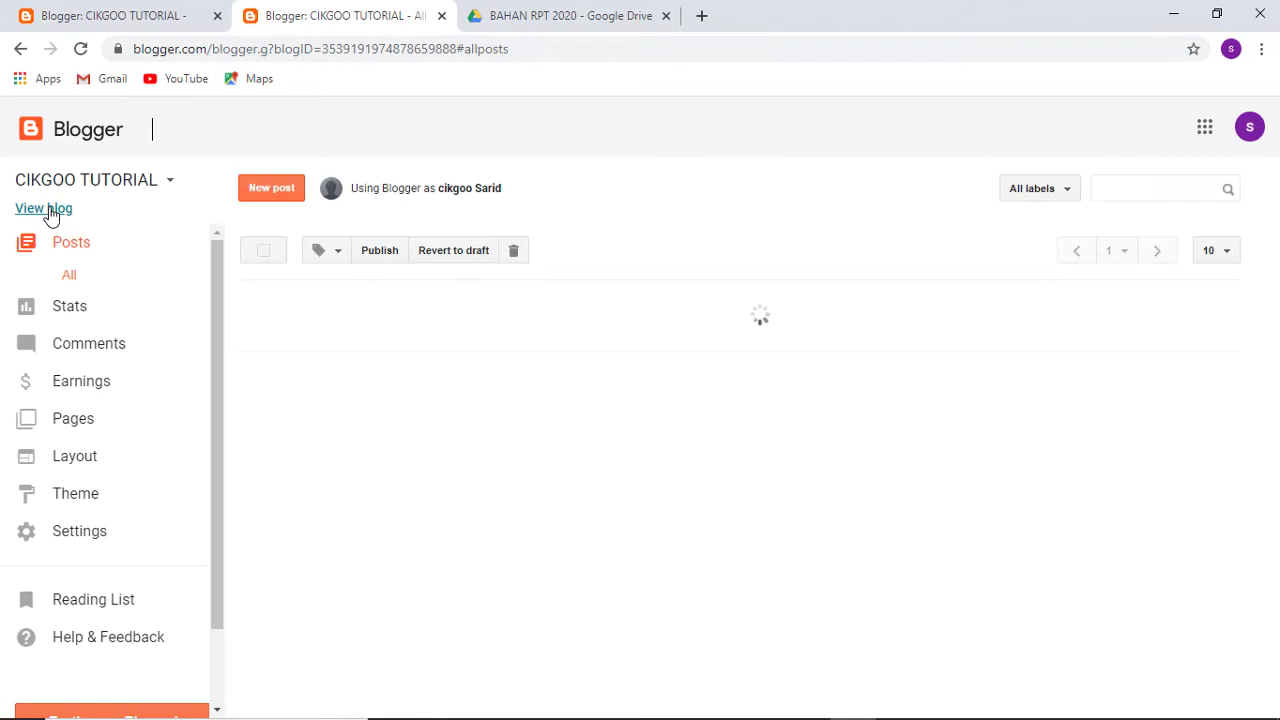 Blogger: CIKGOO TUTORIAL -
Blogger: CIKGOO TUTORIAL - All
BAHAN RPT 2020 - Google Drive
blogger.com/blogger.g?blogID=3539191974878659888#allposts
S
Apps
Gmail
YouTube
Maps
Blogger
S
CIKGOO TUTORIAL
View blog
New post
Using Blogger as cikgoo Sarid
All labels
Posts
All
Publish
Revert to draft
1
10
Stats
Comments
Earnings
Pages
Layout
Theme
Settings
Reading List
Help & Feedback